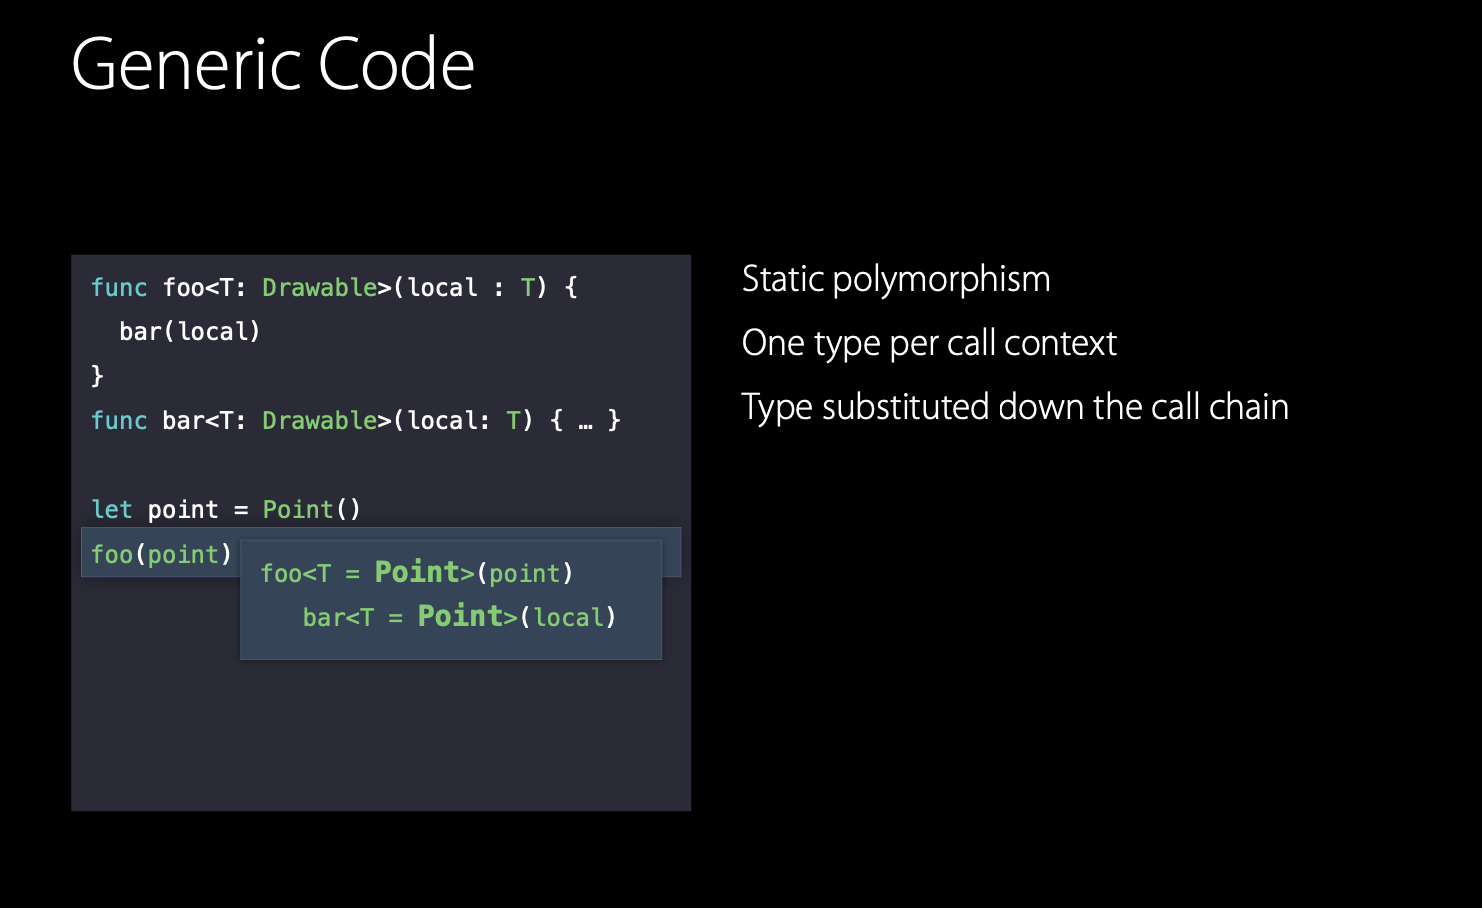 Generic Code
func foo<T: Drawable>(local : T) {
  bar(local)
}
func bar<T: Drawable>(local: T) { … }
let point = Point()
foo(point)
foo<T = Point>(point)
   bar<T = Point>(local)
Static polymorphism
One type per call context
Type substituted down the call chain